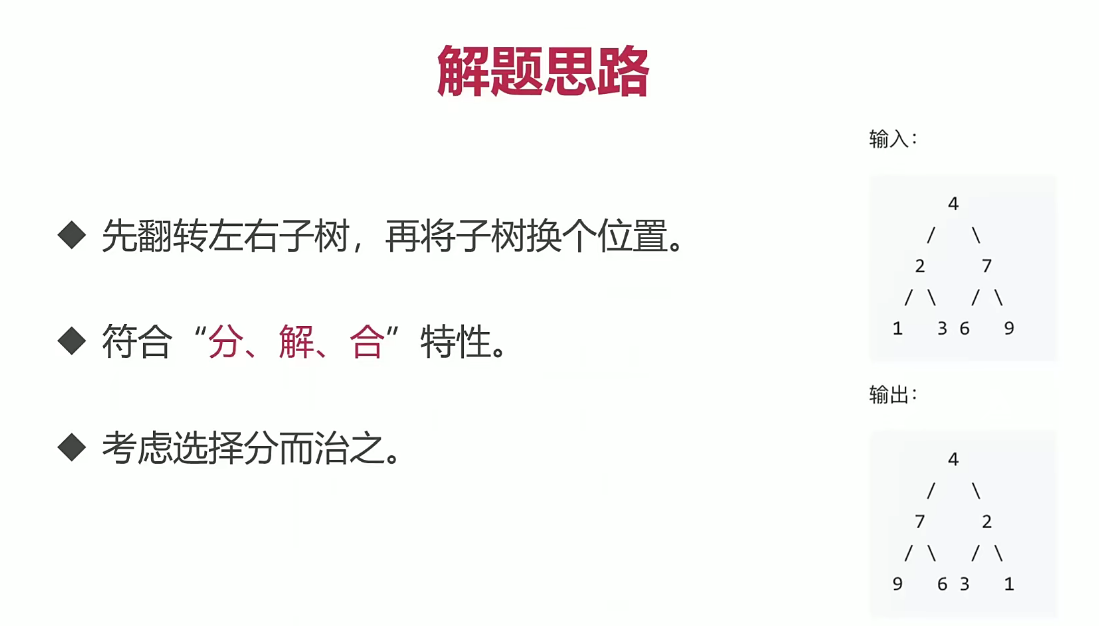 解题思路
◆ 先翻转左右子树，再将子树换个位置。
◆ 符合“分、解、合”特性。
◆ 考虑选择分而治之。
输入：
4
/ \
2 7
/ \ / \
1 3 6 9
输出：
4
/ \
7 2
/ \ / \
9 6 3 1